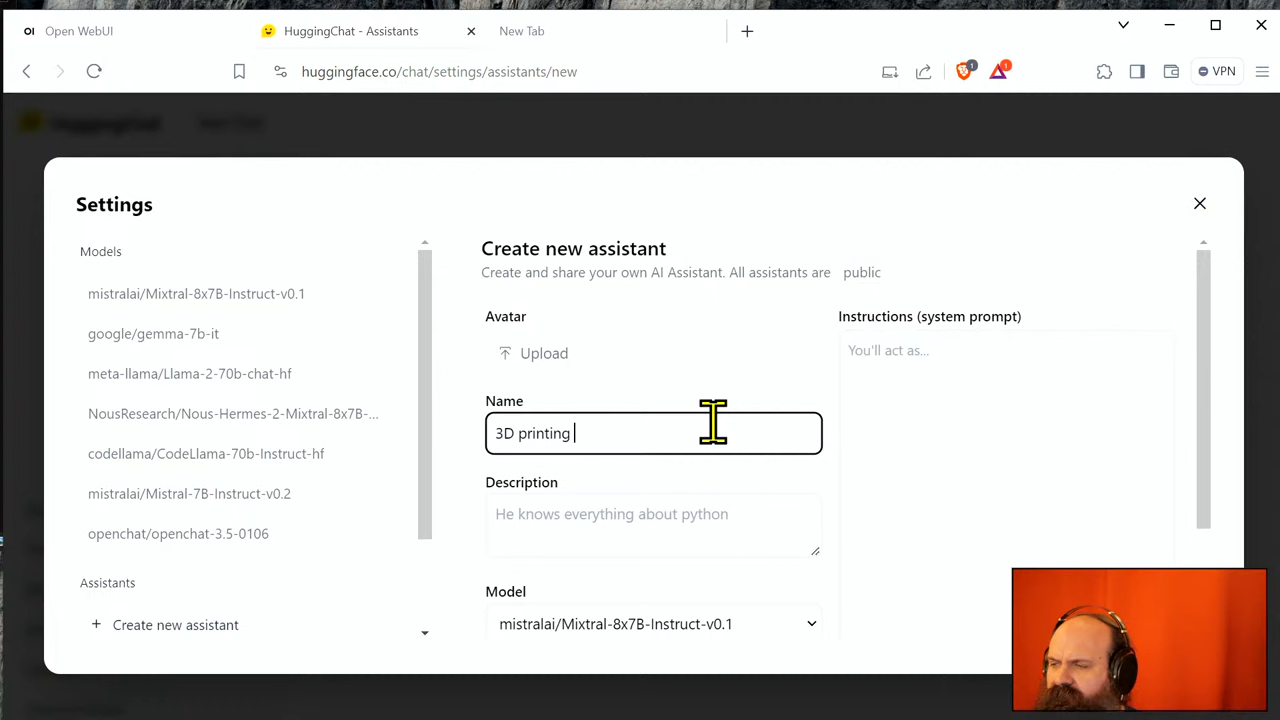 OI Open WebUI
HuggingChat - Assistants
New Tab
huggingface.co/chat/settings/assistants/new
1
1
VPN
Settings
Models
mistralai/Mixtral-8x7B-Instruct-v0.1
google/gemma-7b-it
meta-llama/Llama-2-70b-chat-hf
NousResearch/Nous-Hermes-2-Mixtral-8x7B-...
codellama/CodeLlama-70b-Instruct-hf
mistralai/Mistral-7B-Instruct-v0.2
openchat/openchat-3.5-0106
Assistants
+ Create new assistant
Create new assistant
Create and share your own AI Assistant. All assistants are public
Avatar
Upload
Name
3D printing
Description
He knows everything about python
Model
mistralai/Mixtral-8x7B-Instruct-v0.1
Instructions (system prompt)
You'll act as...